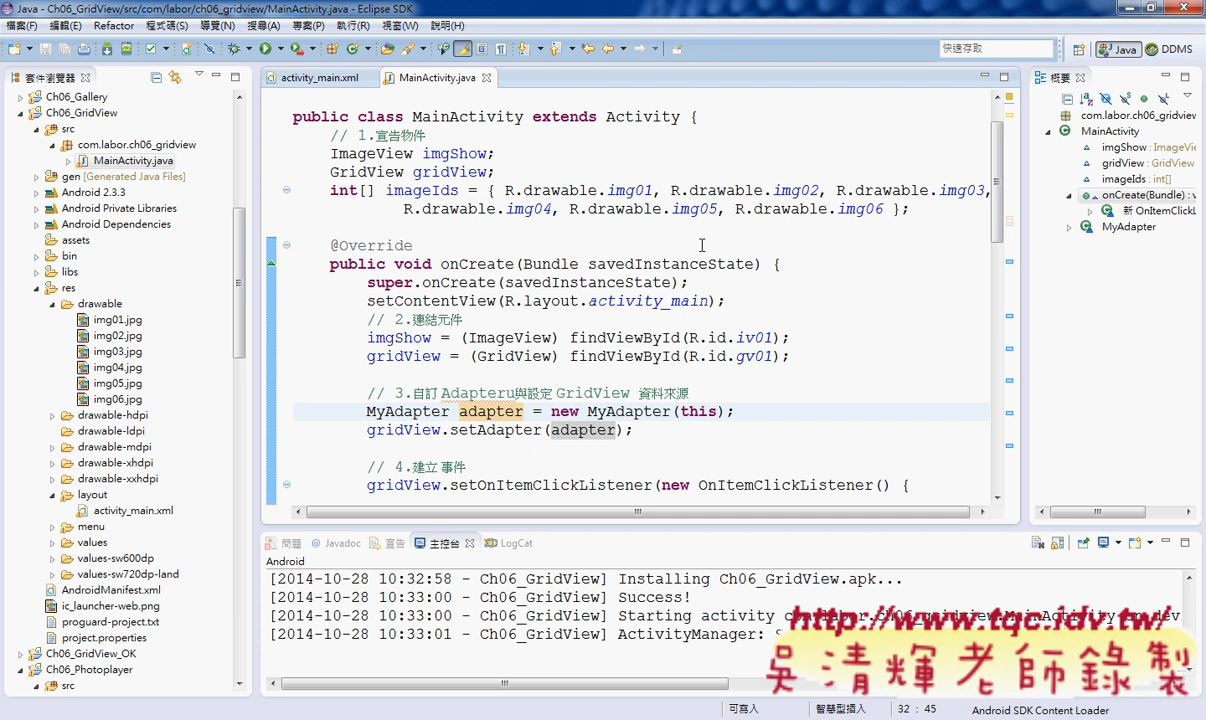 Java - Ch06_GridView/src/com/labor/ch06_gridview/MainActivity.java - Eclipse SDK
檔案(F) 編輯(E) Refactor 程式碼(S) 導覽(N) 搜尋(A) 專案(P) 執行(R) 視窗(W) 說明(H)
快速存取 Java DDMS
套件瀏覽器
Ch06_Gallery
Ch06_GridView
src
com.labor.ch06_gridview
MainActivity.java
gen [Generated Java Files]
Android 2.3.3
Android Private Libraries
Android Dependencies
assets
bin
libs
res
drawable
img01.jpg
img02.jpg
img03.jpg
img04.jpg
img05.jpg
img06.jpg
drawable-hdpi
drawable-ldpi
drawable-mdpi
drawable-xhdpi
drawable-xxhdpi
layout
activity_main.xml
menu
values
values-sw600dp
values-sw720dp-land
AndroidManifest.xml
ic_launcher-web.png
proguard-project.txt
project.properties
Ch06_GridView_OK
Ch06_Photoplayer
src
activity_main.xml MainActivity.java
public class MainActivity extends Activity {
// 1.宣告物件
ImageView imgShow;
GridView gridView;
int[] imageIds = { R.drawable.img01, R.drawable.img02, R.drawable.img03,
R.drawable.img04, R.drawable.img05, R.drawable.img06 };
@Override
public void onCreate(Bundle savedInstanceState) {
super.onCreate(savedInstanceState);
setContentView(R.layout.activity_main);
// 2.連結元件
imgShow = (ImageView) findViewById(R.id.iv01);
gridView = (GridView) findViewById(R.id.gv01);
// 3.自訂 Adapteru與設定 GridView 資料來源
MyAdapter adapter = new MyAdapter(this);
gridView.setAdapter(adapter);
// 4.建立 事件
gridView.setOnItemClickListener(new OnItemClickListener() {
概要
com.labor.ch06_gridview
MainActivity
imgShow : ImageVie
gridView : GridView
imageIds : int[]
onCreate(Bundle) : v
新 OnItemClickL
MyAdapter
問題 Javadoc 宣告 主控台 LogCat
Android
[2014-10-28 10:32:58 - Ch06_GridView] Installing Ch06_GridView.apk...
[2014-10-28 10:33:00 - Ch06_GridView] Success!
[2014-10-28 10:33:00 - Ch06_GridView] Starting activity com.labor.ch06_gridview.MainActivity on dev
[2014-10-28 10:33:01 - Ch06_GridView] ActivityManager: S
http://www.tqc.idv.tw/
吳清輝老師錄製
可寫入 智慧型插入 32 : 45 Android SDK Content Loader